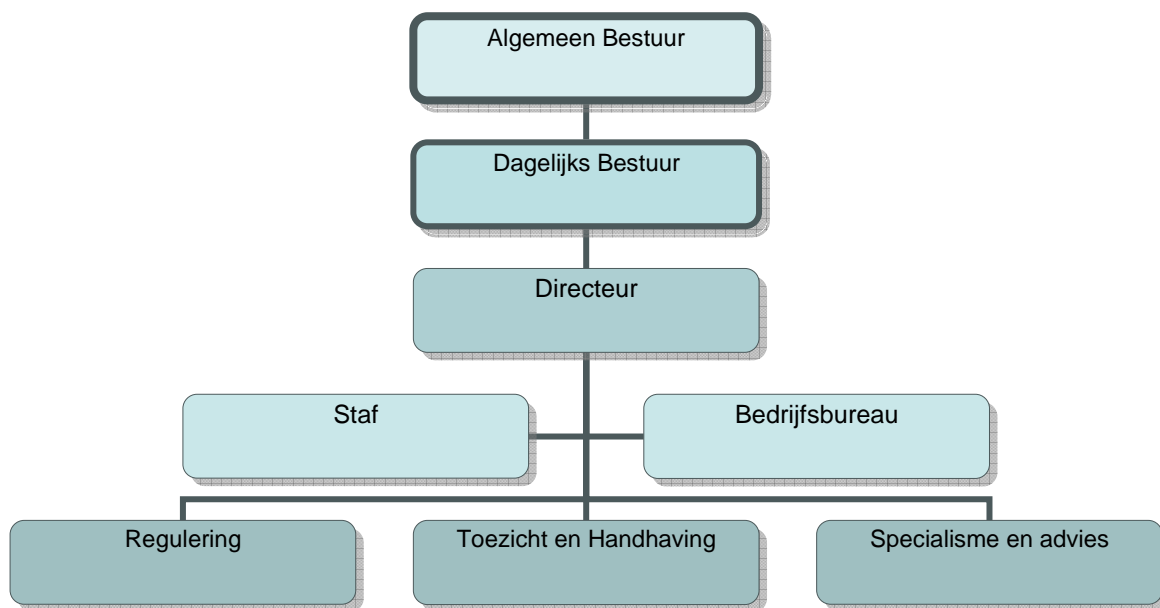 Algemeen Bestuur
Dagelijks Bestuur
Directeur
Staf
Bedrijfsbureau
Regulering
Toezicht en Handhaving
Specialisme en advies